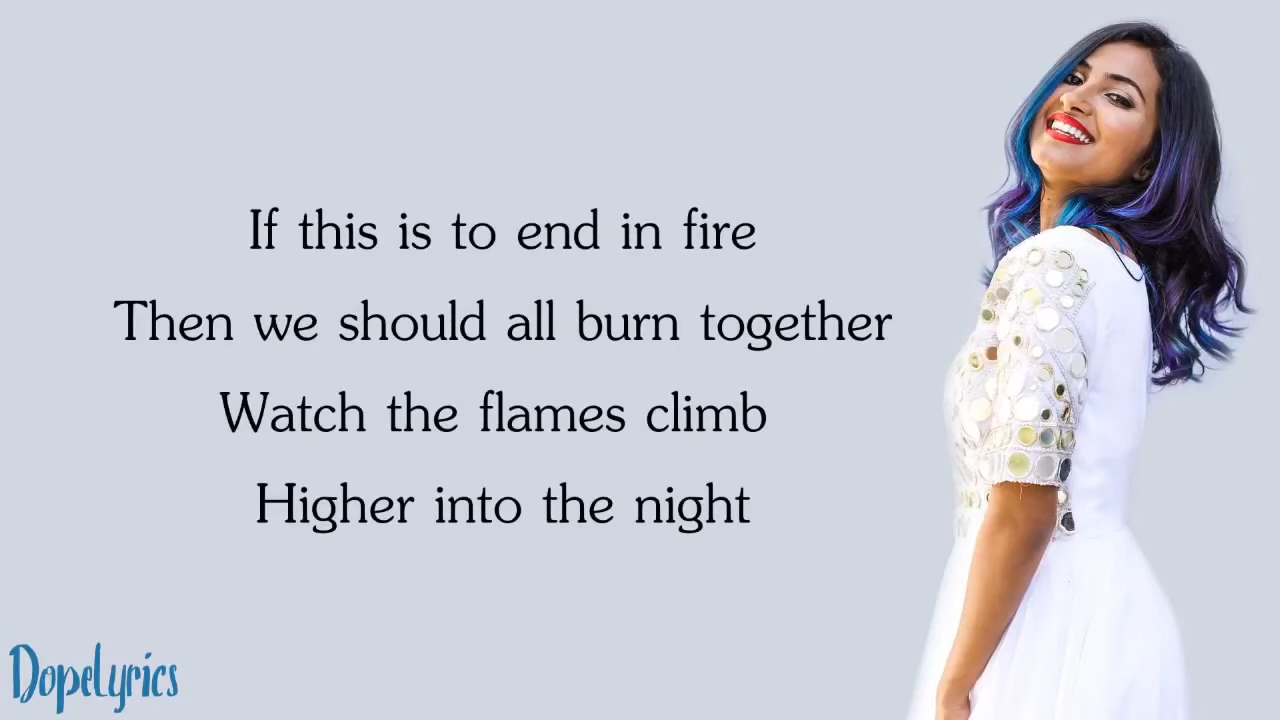 If this is to end in fire
Then we should all burn together
Watch the flames climb
Higher into the night
DopeLyrics